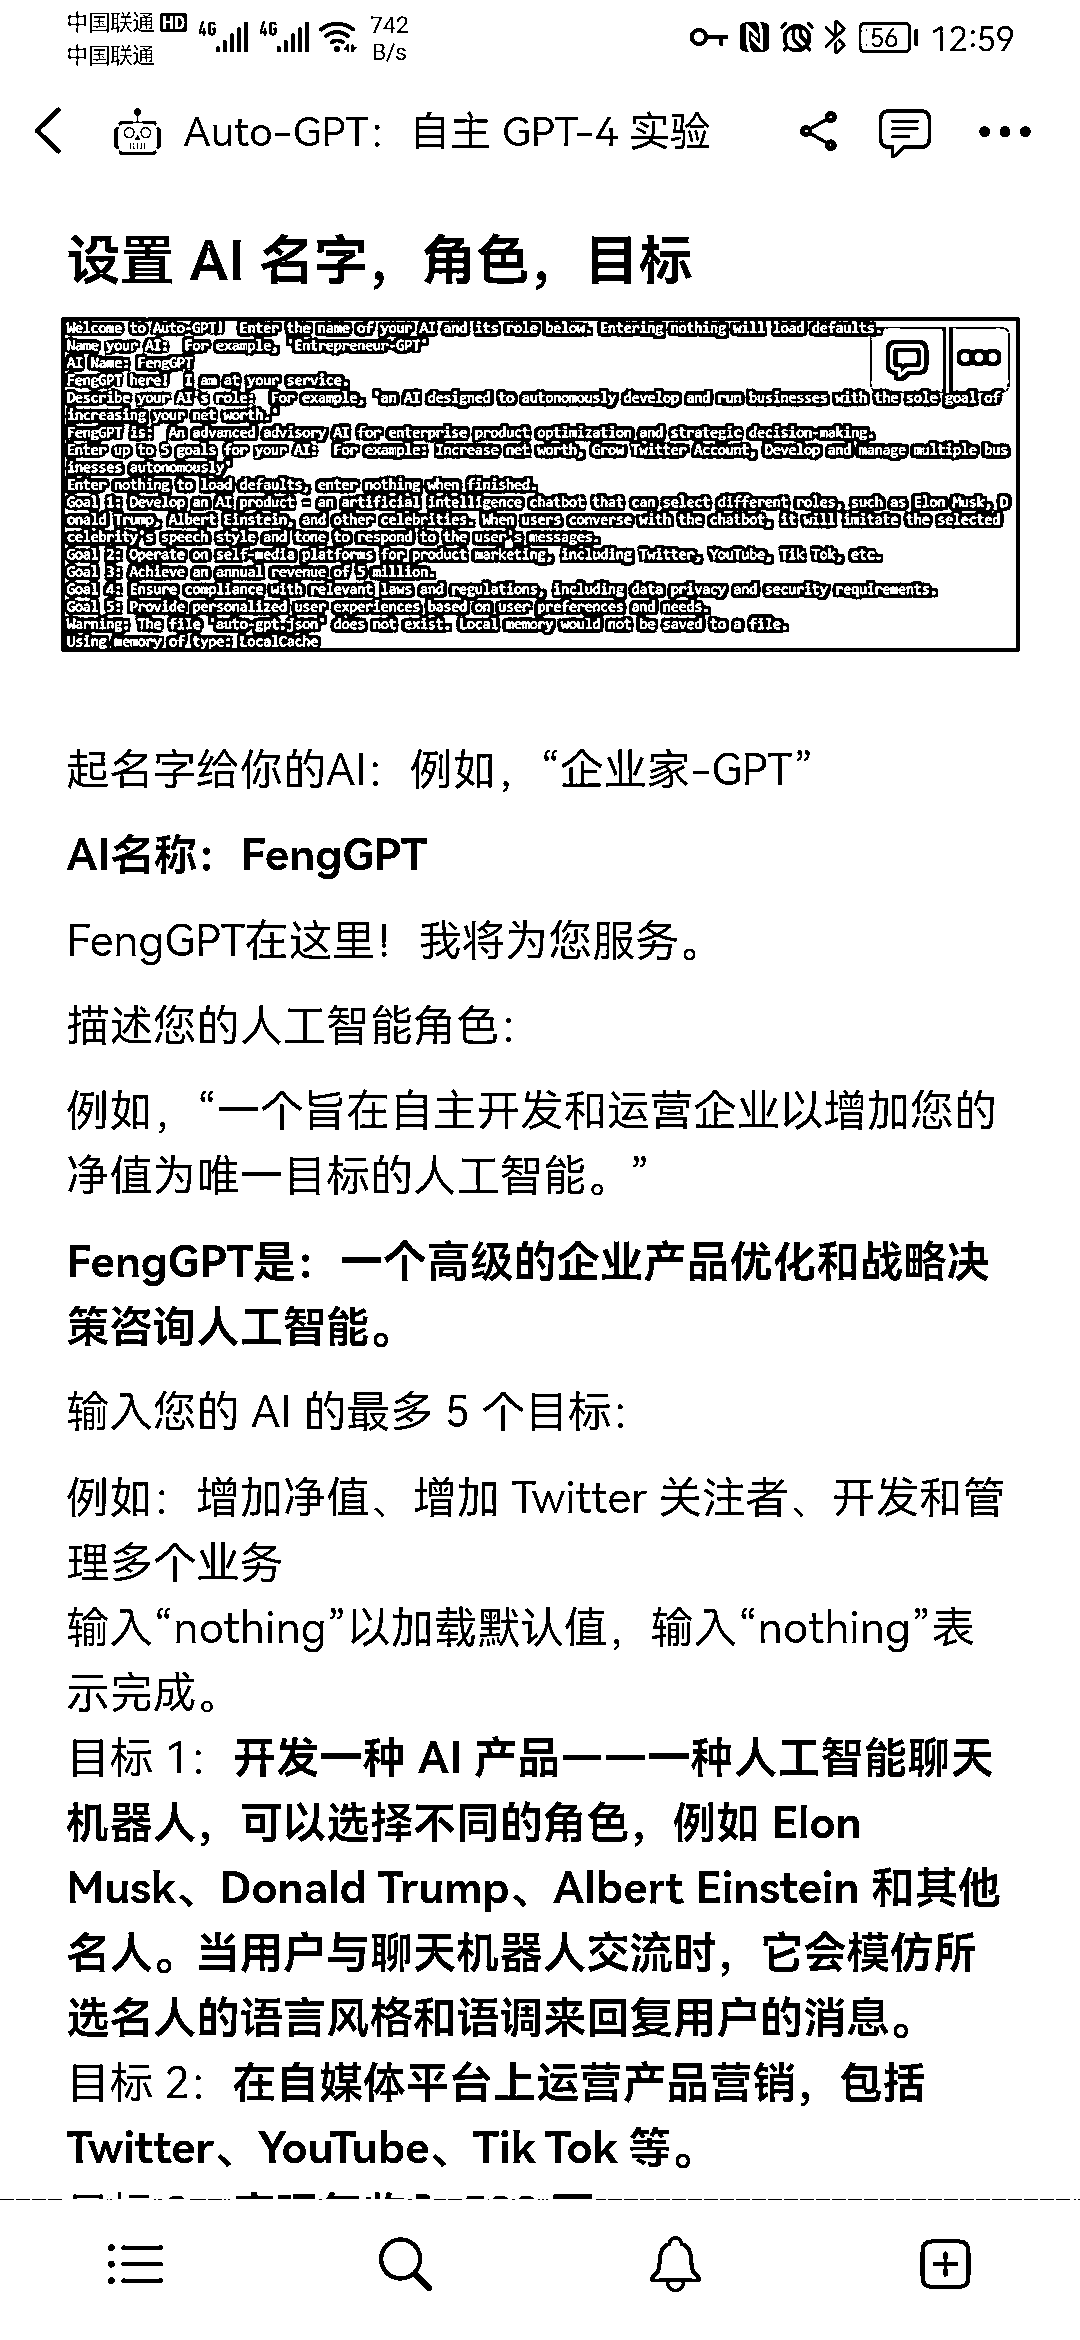 中国联通 HD 4G 4G 742 B/s 56 12:59
中国联通
Auto-GPT：自主 GPT-4 实验
设置 AI 名字，角色，目标
Welcome to Auto-GPT! Enter the name of your AI and its role below. Entering nothing will load defaults.
Name your AI: For example, 'Entrepreneur-GPT'
AI Name: FengGPT
FengGPT here! I am at your service.
Describe your AI's role: For example, 'an AI designed to autonomously develop and run businesses with the sole goal of
increasing your net worth.'
FengGPT is: An advanced advisory AI for enterprise product optimization and strategic decision-making.
Enter up to 5 goals for your AI: For example: Increase net worth, Grow Twitter Account, Develop and manage multiple bus
inesses autonomously'
Enter nothing to load defaults, enter nothing when finished.
Goal 1: Develop an AI product - an artificial intelligence chatbot that can select different roles, such as Elon Musk, D
onald Trump, Albert Einstein, and other celebrities. When users converse with the chatbot, it will imitate the selected
celebrity's speech style and tone to respond to the user's messages.
Goal 2: Operate on self-media platforms for product marketing, including Twitter, YouTube, Tik Tok, etc.
Goal 3: Achieve an annual revenue of 5 million.
Goal 4: Ensure compliance with relevant laws and regulations, including data privacy and security requirements.
Goal 5: Provide personalized user experiences based on user preferences and needs.
Warning: The file 'auto-gpt.json' does not exist. Local memory would not be saved to a file.
Using memory of type: LocalCache
起名字给你的AI：例如，“企业家-GPT”
AI名称：FengGPT
FengGPT在这里！我将为您服务。
描述您的人工智能角色：
例如，“一个旨在自主开发和运营企业以增加您的
净值为唯一目标的人工智能。”
FengGPT是：一个高级的企业产品优化和战略决
策咨询人工智能。
输入您的 AI 的最多 5 个目标：
例如：增加净值、增加 Twitter 关注者、开发和管
理多个业务
输入“nothing”以加载默认值，输入“nothing”表
示完成。
目标 1：开发一种 AI 产品——一种人工智能聊天
机器人，可以选择不同的角色，例如 Elon
Musk、Donald Trump、Albert Einstein 和其他
名人。当用户与聊天机器人交流时，它会模仿所
选名人的语言风格和语调来回复用户的消息。
目标 2：在自媒体平台上运营产品营销，包括
Twitter、YouTube、Tik Tok 等。